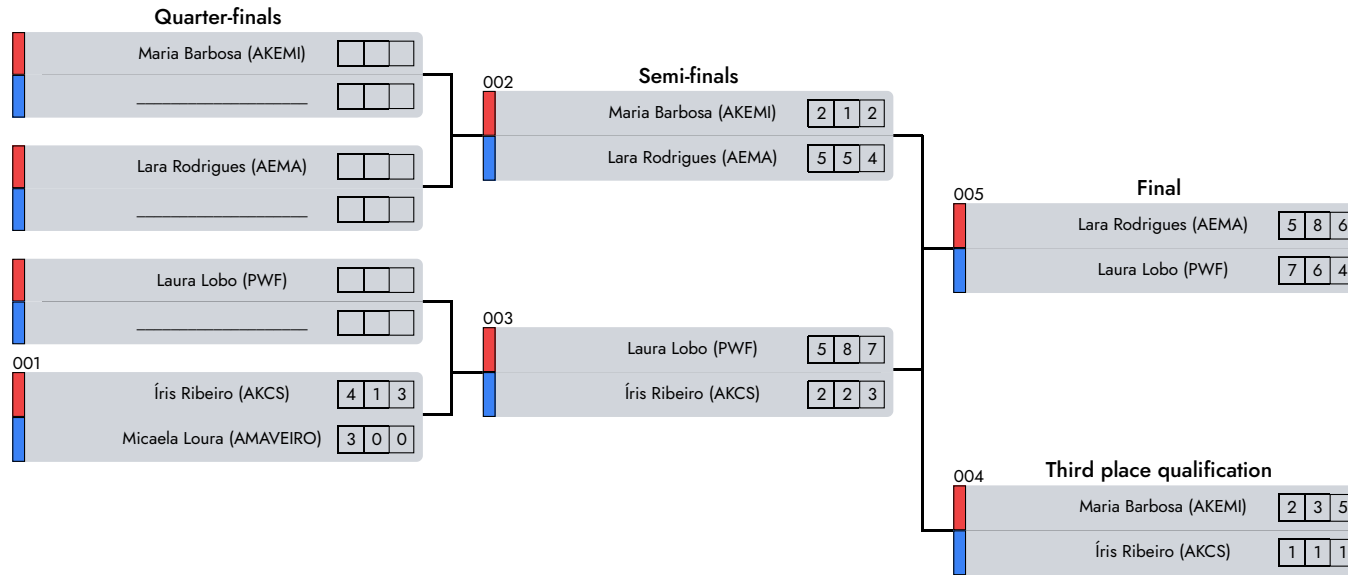 Quarter-finals
Maria Barbosa (AKEMI)
____________________
Lara Rodrigues (AEMA)
____________________
Laura Lobo (PWF)
____________________
001
Íris Ribeiro (AKCS) 4 1 3
Micaela Loura (AMAVEIRO) 3 0 0
Semi-finals
002
Maria Barbosa (AKEMI) 2 1 2
Lara Rodrigues (AEMA) 5 5 4
003
Laura Lobo (PWF) 5 8 7
Íris Ribeiro (AKCS) 2 2 3
Final
005
Lara Rodrigues (AEMA) 5 8 6
Laura Lobo (PWF) 7 6 4
Third place qualification
004
Maria Barbosa (AKEMI) 2 3 5
Íris Ribeiro (AKCS) 1 1 1